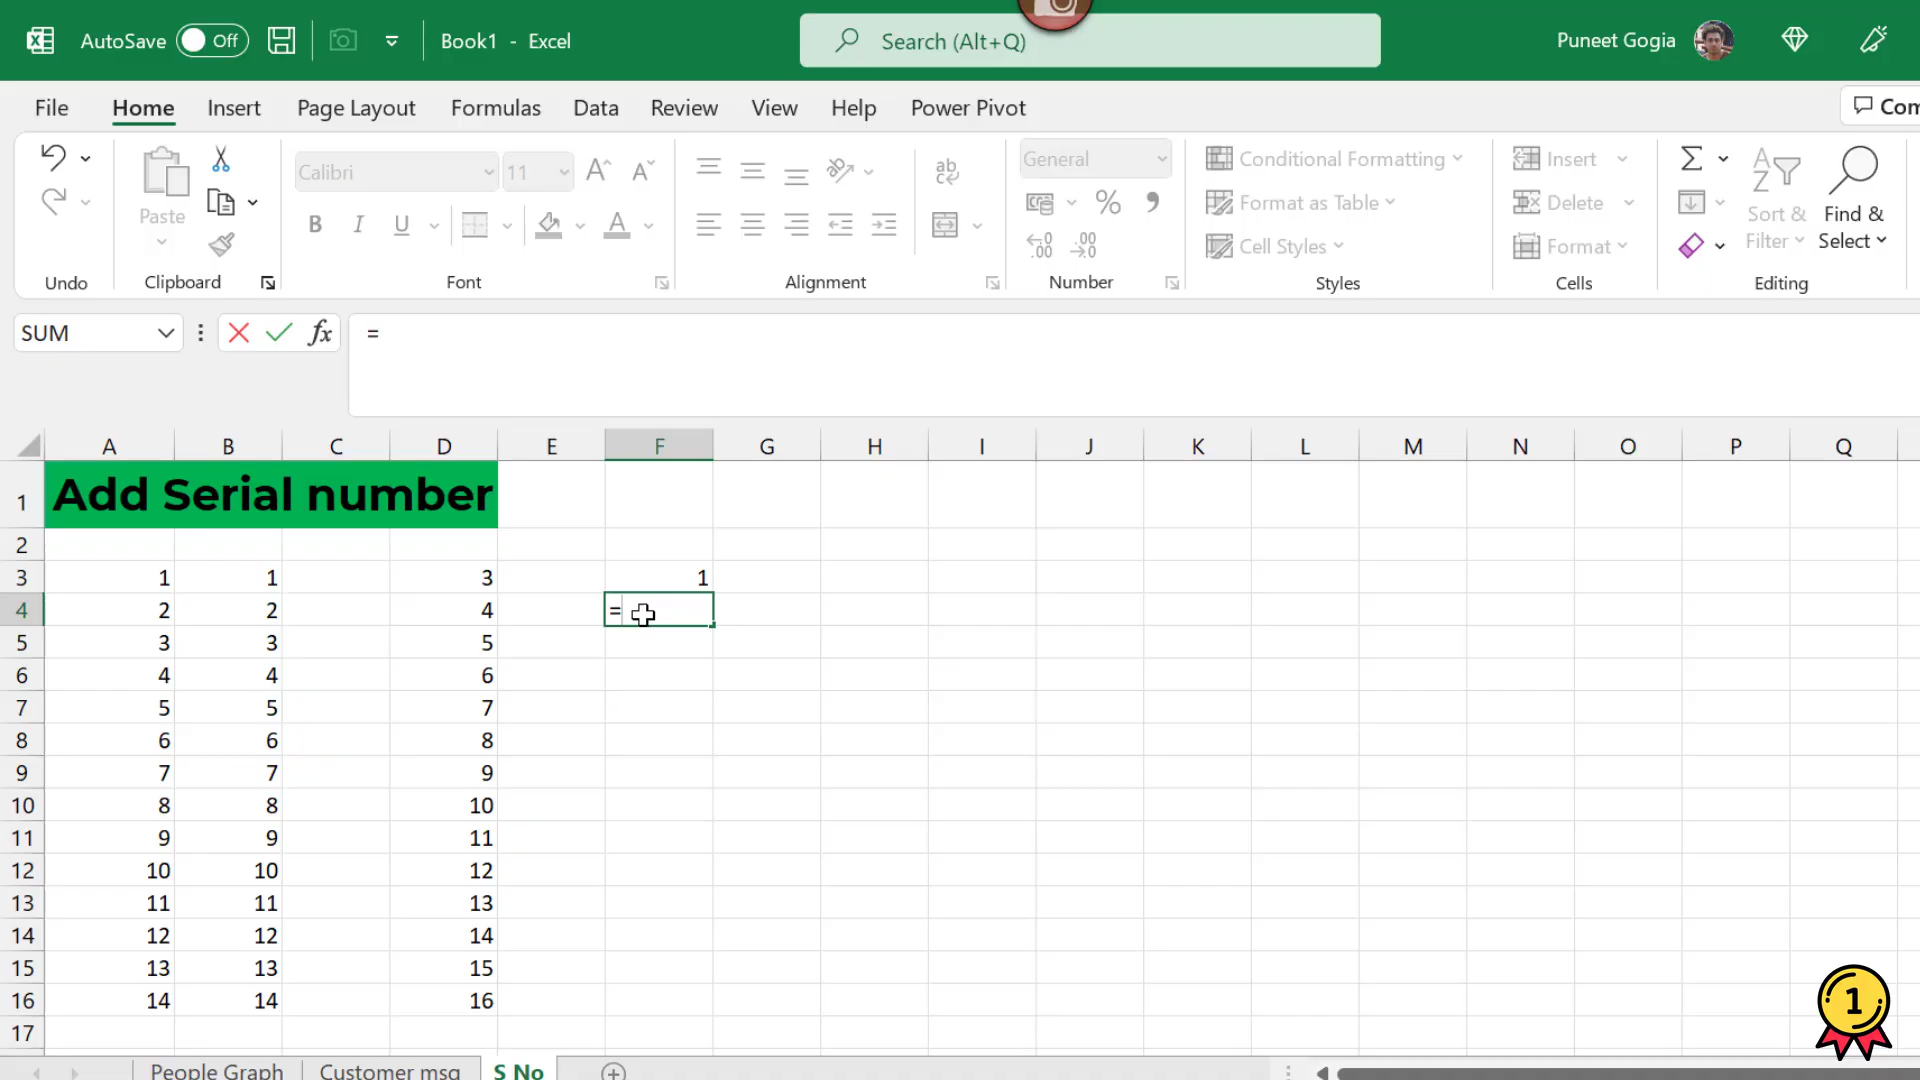 AutoSave Off Book1 - Excel Search (Alt+Q) Puneet Gogia
File Home Insert Page Layout Formulas Data Review View Help Power Pivot
Paste Calibri 11 B I U General Conditional Formatting Format as Table Cell Styles Insert Delete Format Sort & Filter Find & Select
Undo Clipboard Font Alignment Number Styles Cells Editing
SUM fx =
A B C D E F G H I J K L M N O P Q
1 Add Serial number
2
3 1 1 3 1
4 2 2 4 =
5 3 3 5
6 4 4 6
7 5 5 7
8 6 6 8
9 7 7 9
10 8 8 10
11 9 9 11
12 10 10 12
13 11 11 13
14 12 12 14
15 13 13 15
16 14 14 16
17
1
People Graph Customer msg S No